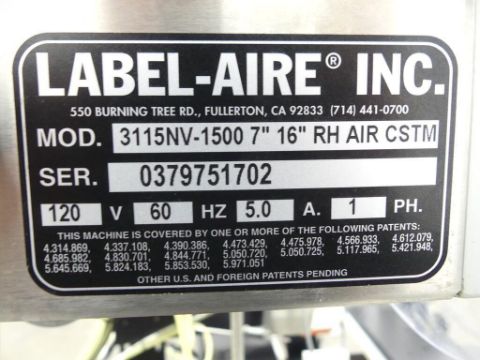 LABEL-AIRE® INC.
550 BURNING TREE RD., FULLERTON, CA 92833 (714) 441-0700
MOD. 3115NV-1500 7" 16" RH AIR CSTM
SER. 0379751702
120 V 60 HZ 5.0 A. 1 PH.
THIS MACHINE IS COVERED BY ONE OR MORE OF THE FOLLOWING PATENTS:
4.314.869, 4.337.108, 4.390.386, 4.473.429, 4.475.978, 4.566.933, 4.612.079,
4.685.982, 4.830.701, 4.844.771, 5.050.720, 5.050.725, 5.117.965, 5.421.948,
5.645.669, 5.824.183, 5.853.530, 5.971.051
OTHER U.S. AND FOREIGN PATENTS PENDING